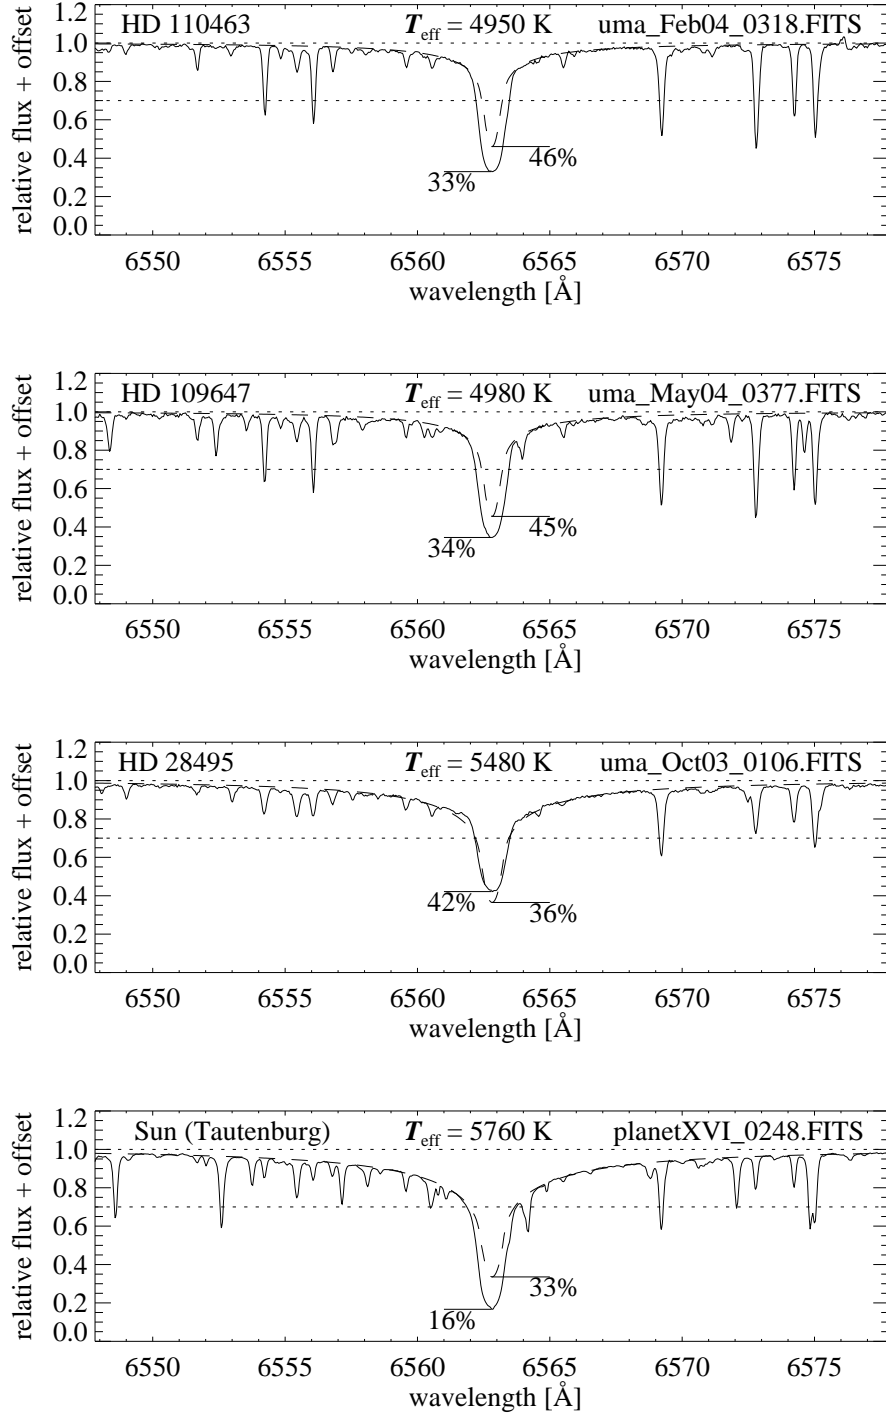 HD 110463 Teff = 4950 K uma_Feb04_0318.FITS
1.2
1.0
0.8
0.6
0.4
0.2
0.0
relative flux + offset
46%
33%
6550 6555 6560 6565 6570 6575
wavelength [Å]
HD 109647 Teff = 4980 K uma_May04_0377.FITS
1.2
1.0
0.8
0.6
0.4
0.2
0.0
relative flux + offset
45%
34%
6550 6555 6560 6565 6570 6575
wavelength [Å]
HD 28495 Teff = 5480 K uma_Oct03_0106.FITS
1.2
1.0
0.8
0.6
0.4
0.2
0.0
relative flux + offset
42%
36%
6550 6555 6560 6565 6570 6575
wavelength [Å]
Sun (Tautenburg) Teff = 5760 K planetXVI_0248.FITS
1.2
1.0
0.8
0.6
0.4
0.2
0.0
relative flux + offset
33%
16%
6550 6555 6560 6565 6570 6575
wavelength [Å]